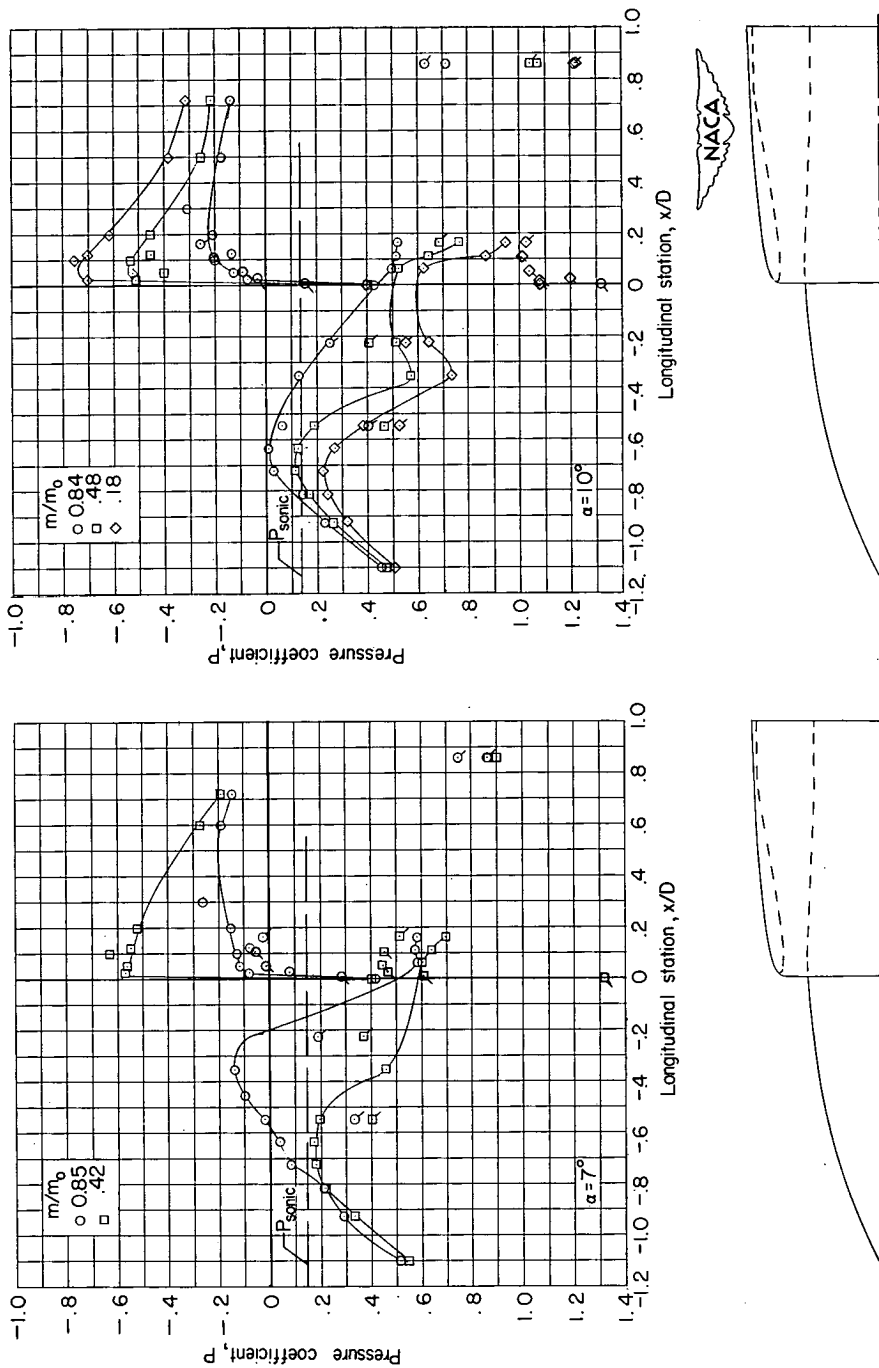 -1.0
-.8
-.6
-.4
-.2
0
.2
.4
.6
.8
1.0
1.2
1.4
Pressure coefficient, P
m/m₀
○ 0.84
□ .48
◇ .18
P sonic
α=10°
-1.2 -1.0 -.8 -.6 -.4 -.2 0 .2 .4 .6 .8 1.0
Longitudinal station, x/D
NACA
-1.0
-.8
-.6
-.4
-.2
0
.2
.4
.6
.8
1.0
1.2
1.4
Pressure coefficient, P
m/m₀
○ 0.85
□ .42
P sonic
α=7°
-1.2 -1.0 -.8 -.6 -.4 -.2 0 .2 .4 .6 .8 1.0
Longitudinal station, x/D